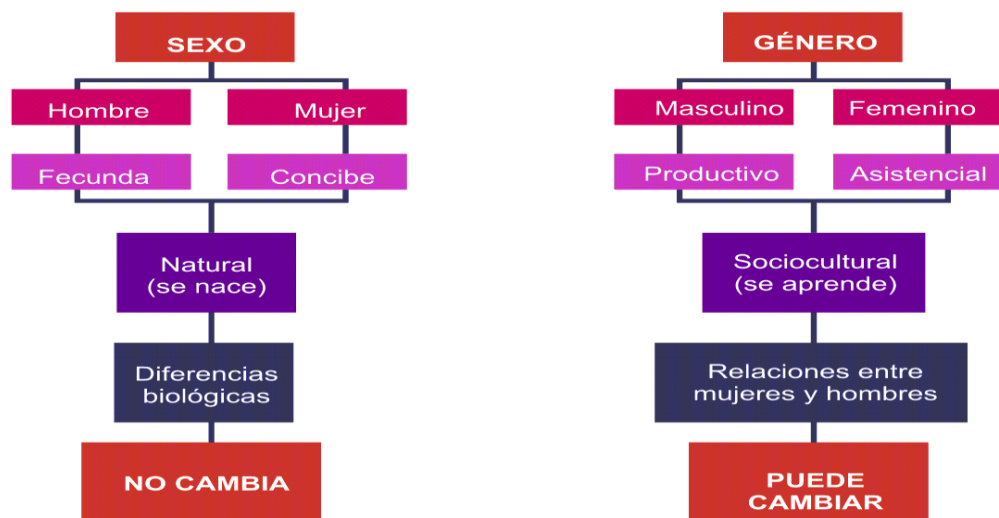 SEXO
Hombre
Mujer
Fecunda
Concibe
Natural
(se nace)
Diferencias
biológicas
NO CAMBIA
GÉNERO
Masculino
Femenino
Productivo
Asistencial
Sociocultural
(se aprende)
Relaciones entre
mujeres y hombres
PUEDE
CAMBIAR